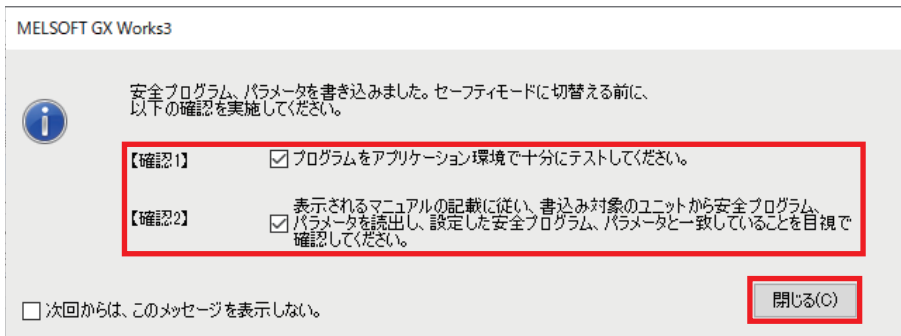 MELSOFT GX Works3
安全プログラム、パラメータを書き込みました。セーフティモードに切替える前に、
以下の確認を実施してください。
【確認1】 プログラムをアプリケーション環境で十分にテストしてください。
表示されるマニュアルの記載に従い、書込み対象のユニットから安全プログラム、
【確認2】 パラメータを読出し、設定した安全プログラム、パラメータと一致していることを目視で
確認してください。
次回からは、このメッセージを表示しない。
閉じる(C)